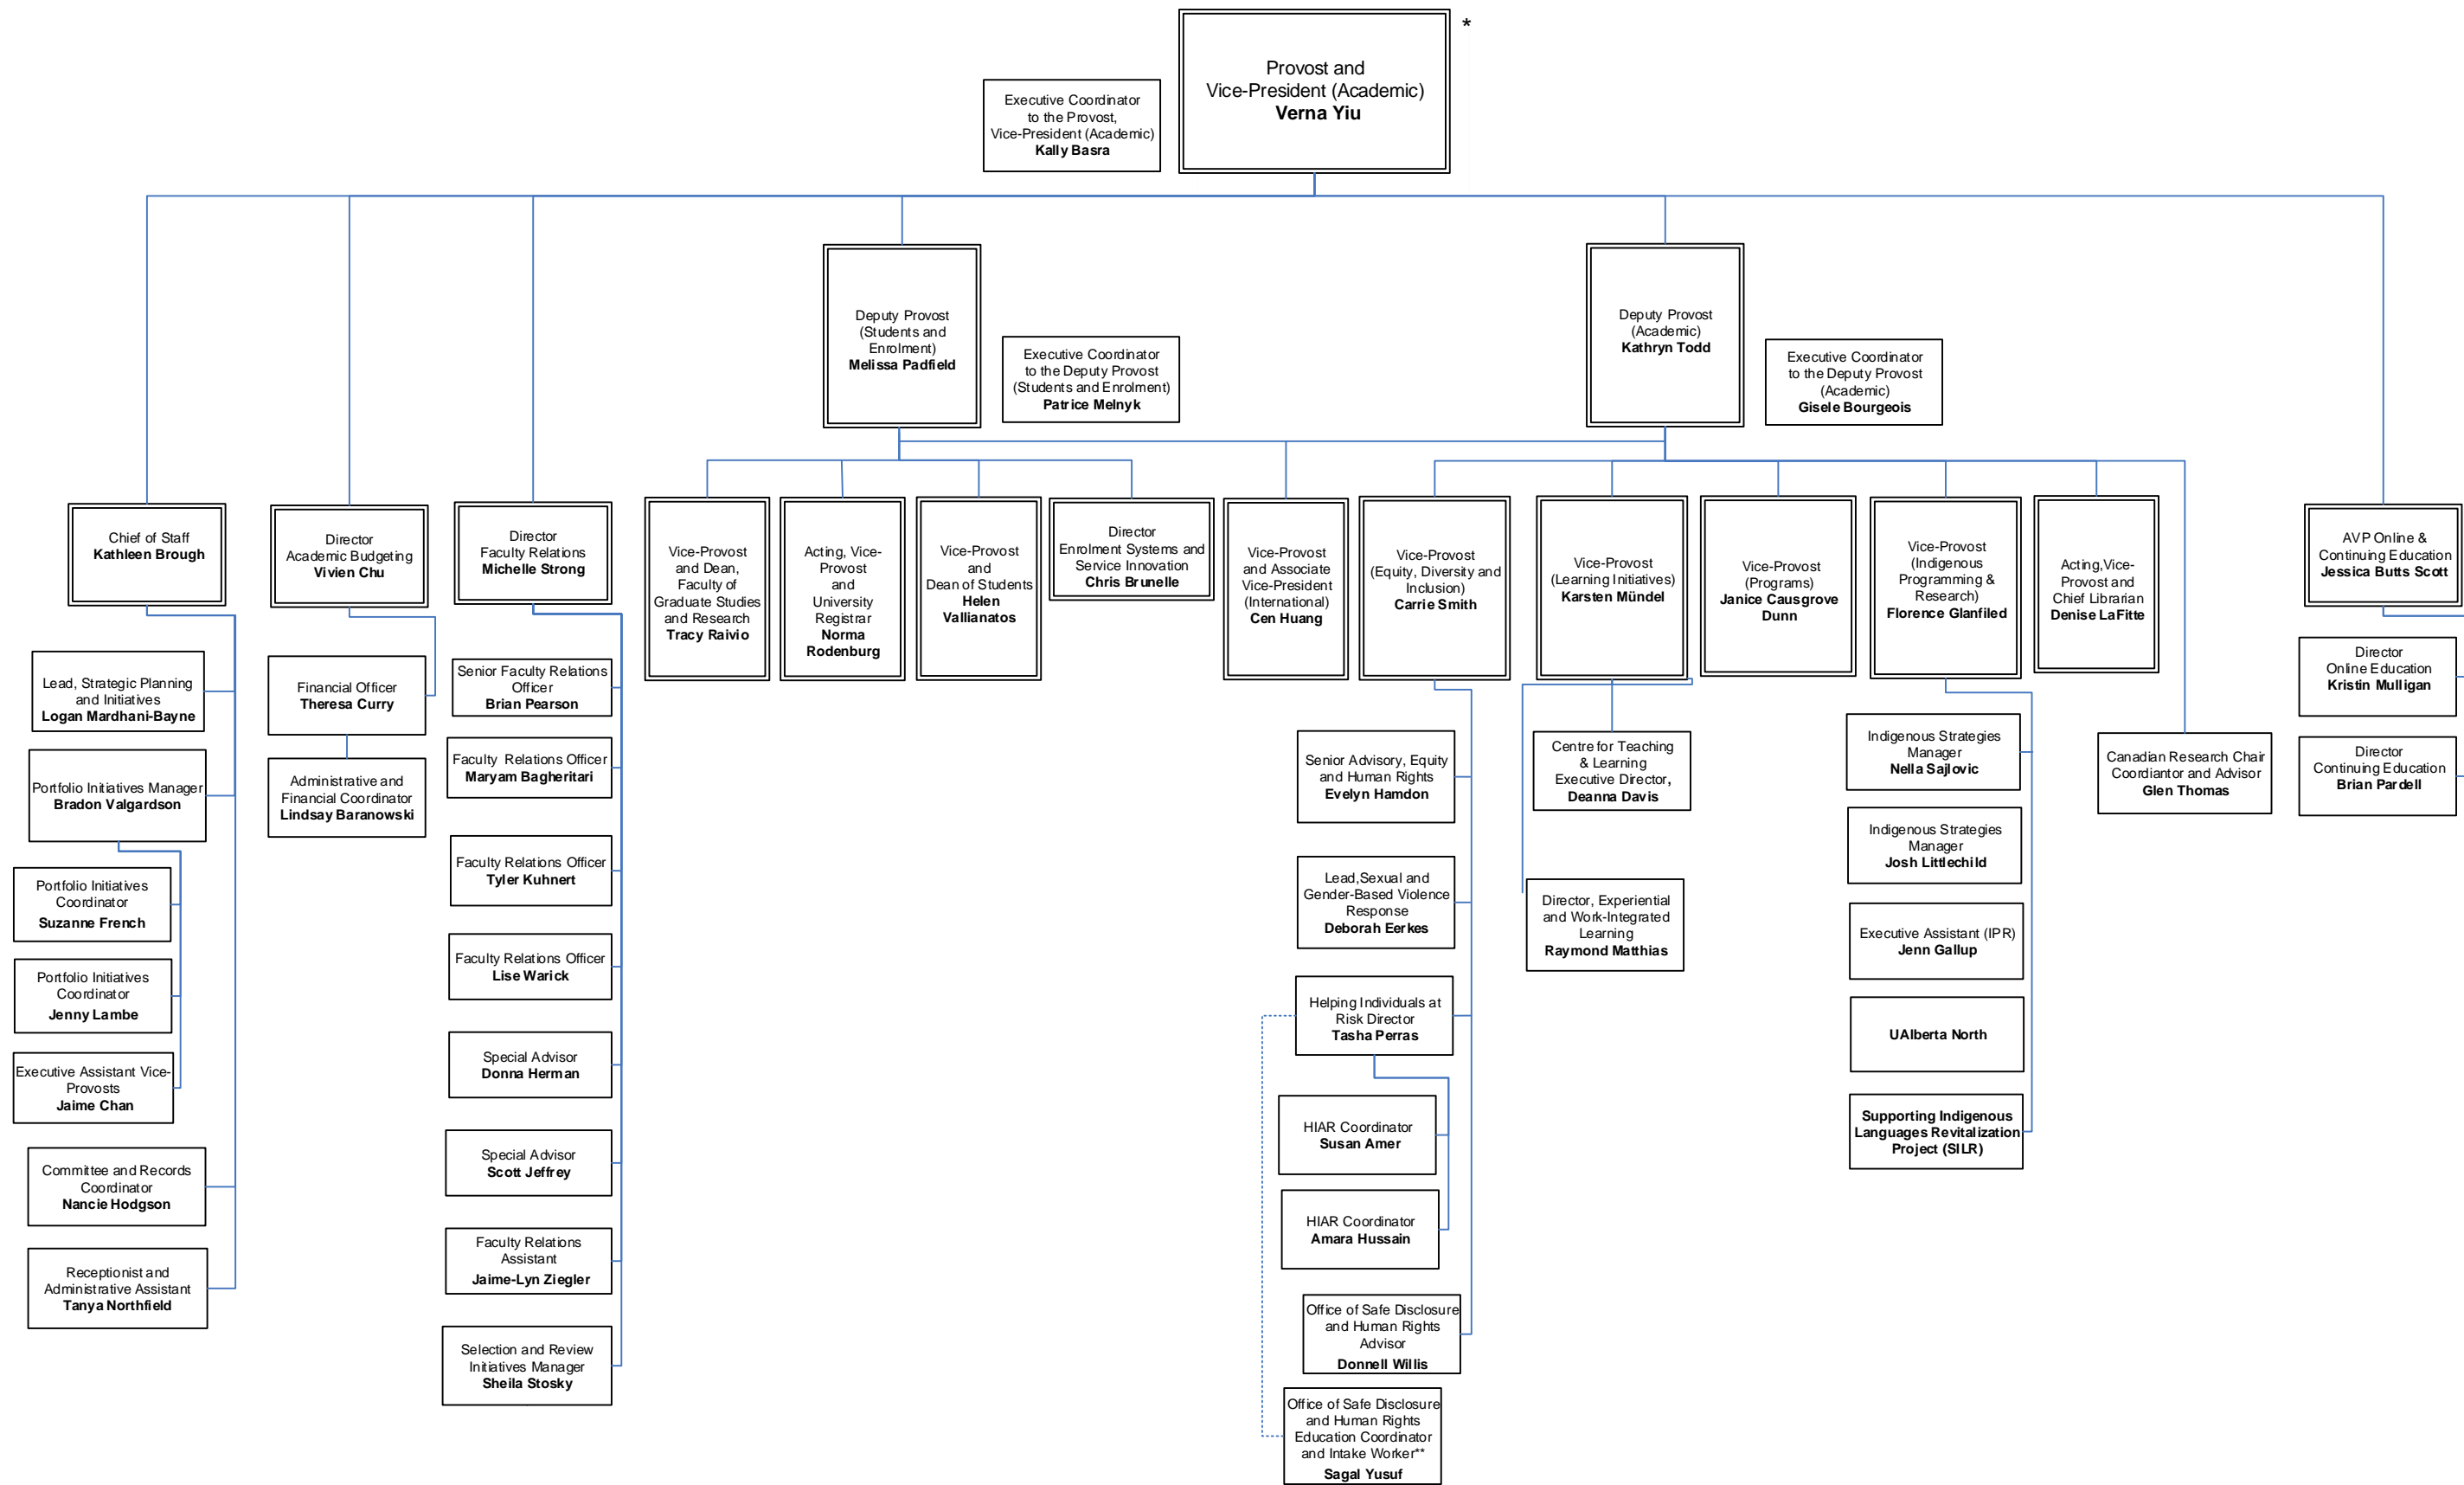 *
Provost and
Vice-President (Academic)
Verna Yiu
Executive Coordinator
to the Provost,
Vice-President (Academic)
Kally Basra
Deputy Provost
(Students and
Enrolment)
Melissa Padfield
Executive Coordinator
to the Deputy Provost
(Students and Enrolment)
Patrice Melnyk
Deputy Provost
(Academic)
Kathryn Todd
Executive Coordinator
to the Deputy Provost
(Academic)
Gisele Bourgeois
Chief of Staff
Kathleen Brough
Director
Academic Budgeting
Vivien Chu
Director
Faculty Relations
Michelle Strong
Vice-Provost
and Dean,
Faculty of
Graduate Studies
and Research
Tracy Raivio
Acting, Vice-
Provost
and
University
Registrar
Norma
Rodenburg
Vice-Provost
and
Dean of Students
Helen
Vallianatos
Director
Enrolment Systems and
Service Innovation
Chris Brunelle
Vice-Provost
and Associate
Vice-President
(International)
Cen Huang
Vice-Provost
(Equity, Diversity and
Inclusion)
Carrie Smith
Vice-Provost
(Learning Initiatives)
Karsten Mündel
Vice-Provost
(Programs)
Janice Causgrove
Dunn
Vice-Provost
(Indigenous
Programming &
Research)
Florence Glanfiled
Acting,Vice-
Provost and
Chief Librarian
Denise LaFitte
AVP Online &
Continuing Education
Jessica Butts Scott
Lead, Strategic Planning
and Initiatives
Logan Mardhani-Bayne
Portfolio Initiatives Manager
Bradon Valgardson
Portfolio Initiatives
Coordinator
Suzanne French
Portfolio Initiatives
Coordinator
Jenny Lambe
Executive Assistant Vice-
Provosts
Jaime Chan
Committee and Records
Coordinator
Nancie Hodgson
Receptionist and
Administrative Assistant
Tanya Northfield
Financial Officer
Theresa Curry
Administrative and
Financial Coordinator
Lindsay Baranowski
Senior Faculty Relations
Officer
Brian Pearson
Faculty Relations Officer
Maryam Bagheritari
Faculty Relations Officer
Tyler Kuhnert
Faculty Relations Officer
Lise Warick
Special Advisor
Donna Herman
Special Advisor
Scott Jeffrey
Faculty Relations
Assistant
Jaime-Lyn Ziegler
Selection and Review
Initiatives Manager
Sheila Stosky
Senior Advisory, Equity
and Human Rights
Evelyn Hamdon
Lead,Sexual and
Gender-Based Violence
Response
Deborah Eerkes
Helping Individuals at
Risk Director
Tasha Perras
HIAR Coordinator
Susan Amer
HIAR Coordinator
Amara Hussain
Office of Safe Disclosure
and Human Rights
Advisor
Donnell Willis
Office of Safe Disclosure
and Human Rights
Education Coordinator
and Intake Worker**
Sagal Yusuf
Centre for Teaching
& Learning
Executive Director,
Deanna Davis
Director, Experiential
and Work-Integrated
Learning
Raymond Matthias
Indigenous Strategies
Manager
Nella Sajlovic
Indigenous Strategies
Manager
Josh Littlechild
Executive Assistant (IPR)
Jenn Gallup
UAlberta North
Supporting Indigenous
Languages Revitalization
Project (SILR)
Canadian Research Chair
Coordiantor and Advisor
Glen Thomas
Director
Online Education
Kristin Mulligan
Director
Continuing Education
Brian Pardell